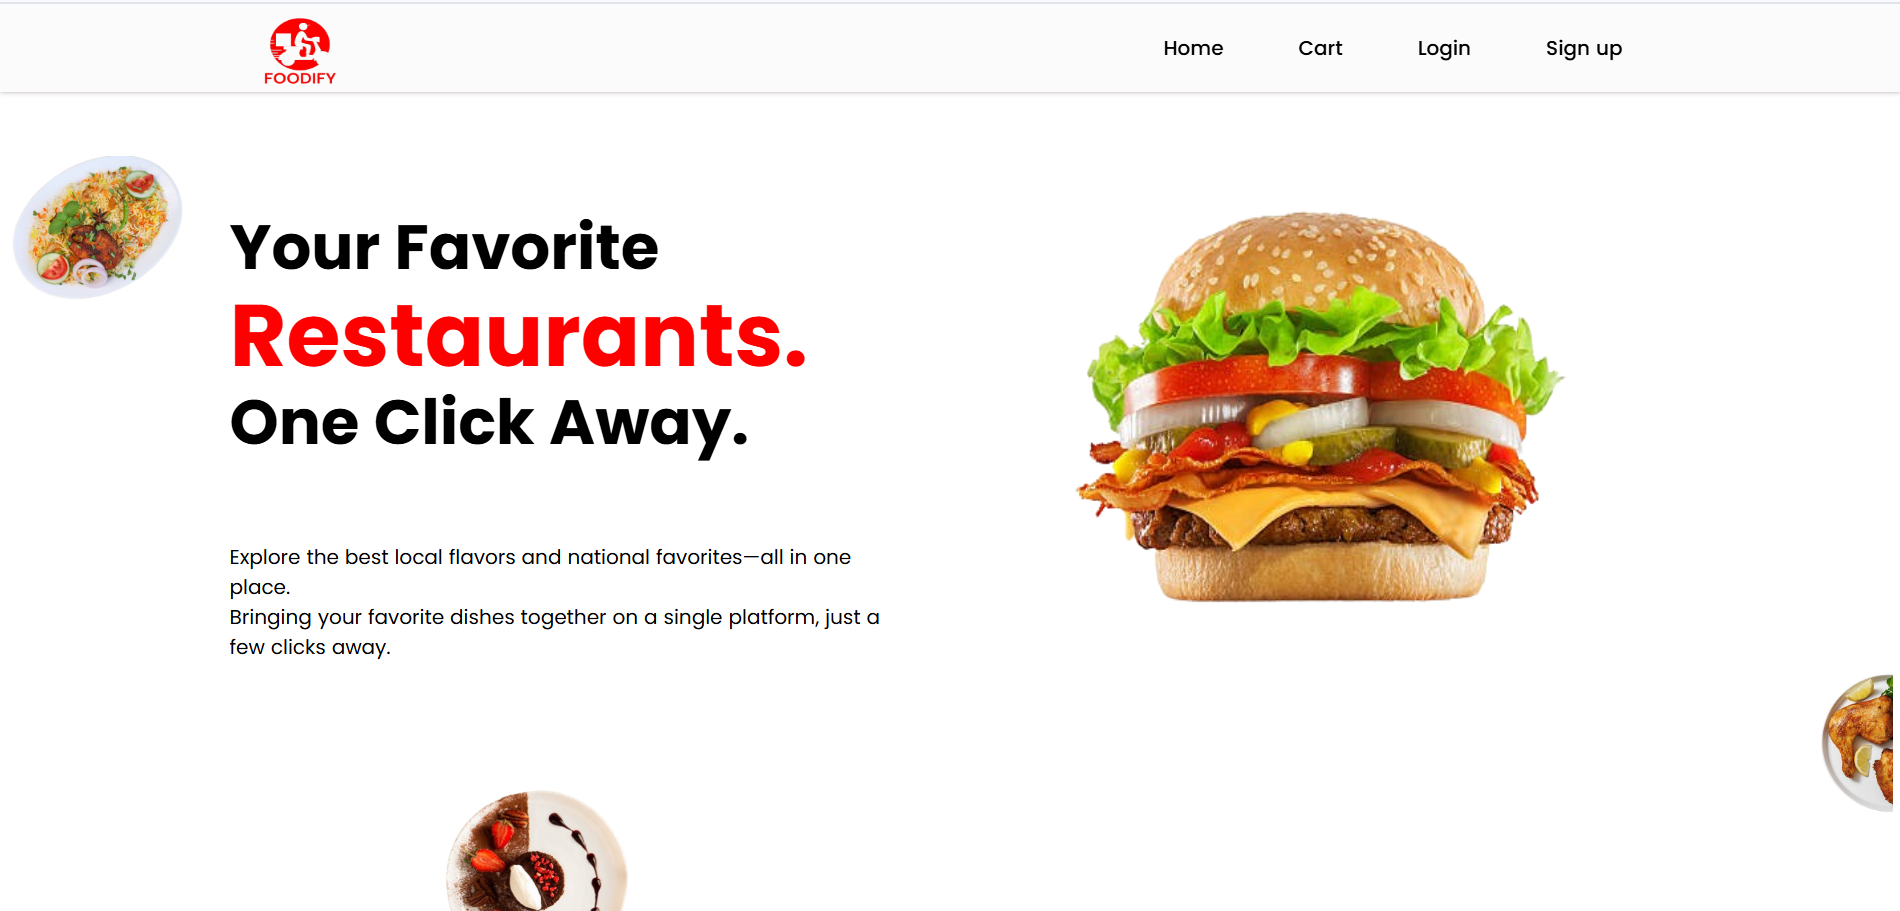 FOODIFY
Home
Cart
Login
Sign up
Your Favorite
Restaurants.
One Click Away.
Explore the best local flavors and national favorites—all in one
place.
Bringing your favorite dishes together on a single platform, just a
few clicks away.